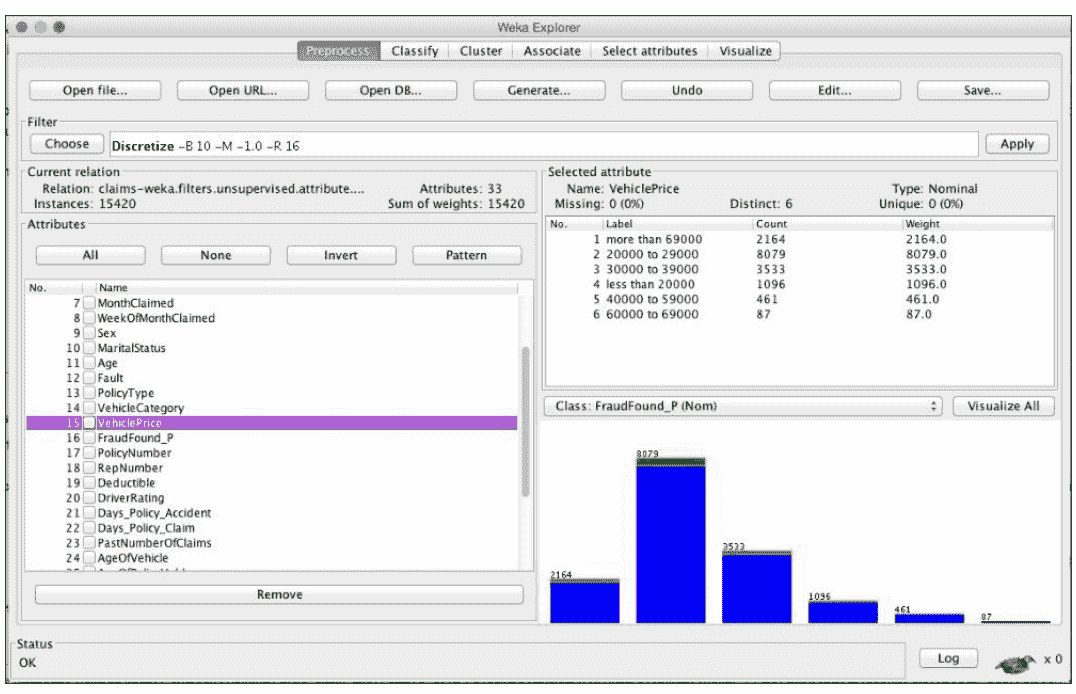 Weka Explorer
Preprocess Classify Cluster Associate Select attributes Visualize
Open file... Open URL... Open DB... Generate... Undo Edit... Save...
Filter
Choose Discretize -B 10 -M -1.0 -R 16 Apply
Current relation
Relation: claims-weka.filters.unsupervised.attribute.... Attributes: 33
Instances: 15420 Sum of weights: 15420
Attributes
All None Invert Pattern
No. Name
7 MonthClaimed
8 WeekOfMonthClaimed
9 Sex
10 MaritalStatus
11 Age
12 Fault
13 PolicyType
14 VehicleCategory
15 VehiclePrice
16 FraudFound_P
17 PolicyNumber
18 RepNumber
19 Deductible
20 DriverRating
21 Days_Policy_Accident
22 Days_Policy_Claim
23 PastNumberOfClaims
24 AgeOfVehicle
Remove
Selected attribute
Name: VehiclePrice Type: Nominal
Missing: 0 (0%) Distinct: 6 Unique: 0 (0%)
No. Label Count Weight
1 more than 69000 2164 2164.0
2 20000 to 29000 8079 8079.0
3 30000 to 39000 3533 3533.0
4 less than 20000 1096 1096.0
5 40000 to 59000 461 461.0
6 60000 to 69000 87 87.0
Class: FraudFound_P (Nom) Visualize All
8079
3533
2164
1096
461
87
Status
OK
Log x 0